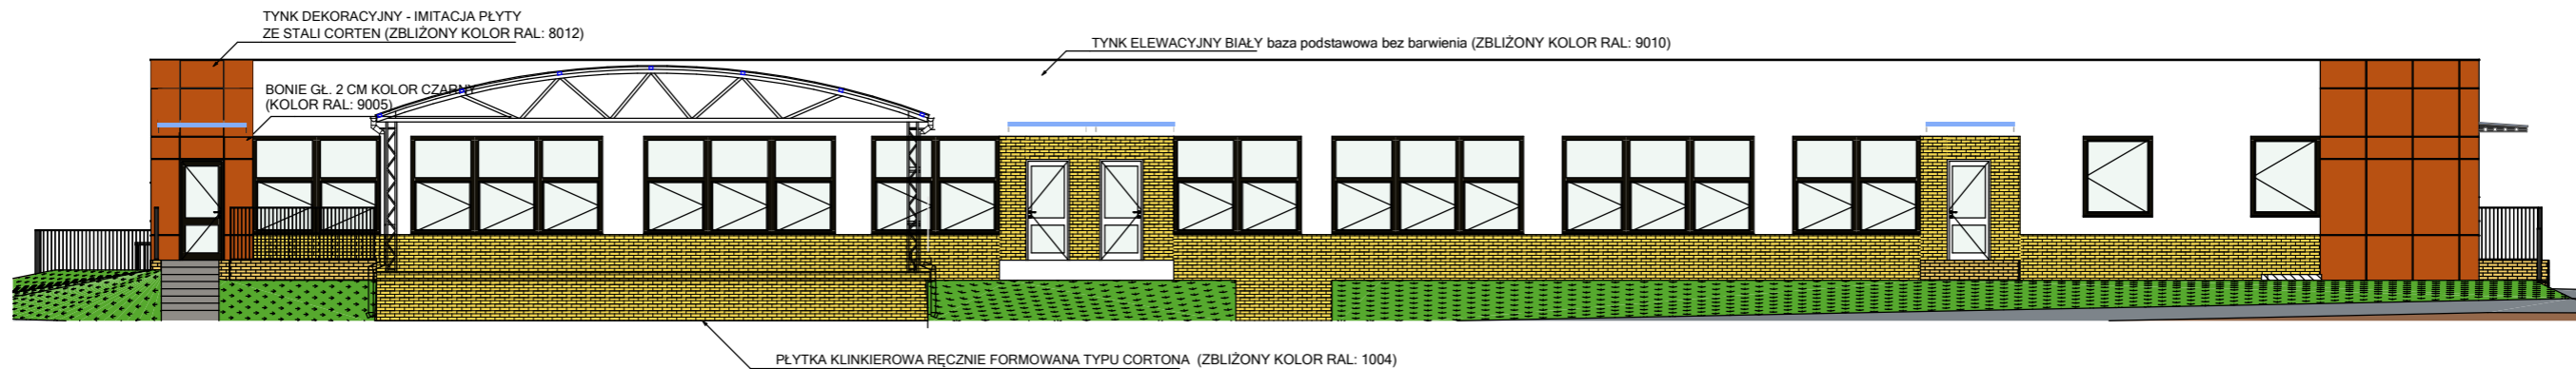 TYNK DEKORACYJNY - IMITACJA PŁYTY
ZE STALI CORTEN (ZBLIŻONY KOLOR RAL: 8012)
TYNK ELEWACYJNY BIAŁY baza podstawowa bez barwienia (ZBLIŻONY KOLOR RAL: 9010)
BONIE GŁ. 2 CM KOLOR CZARNY
(KOLOR RAL: 9005)
PŁYTKA KLINKIEROWA RĘCZNIE FORMOWANA TYPU CORTONA (ZBLIŻONY KOLOR RAL: 1004)